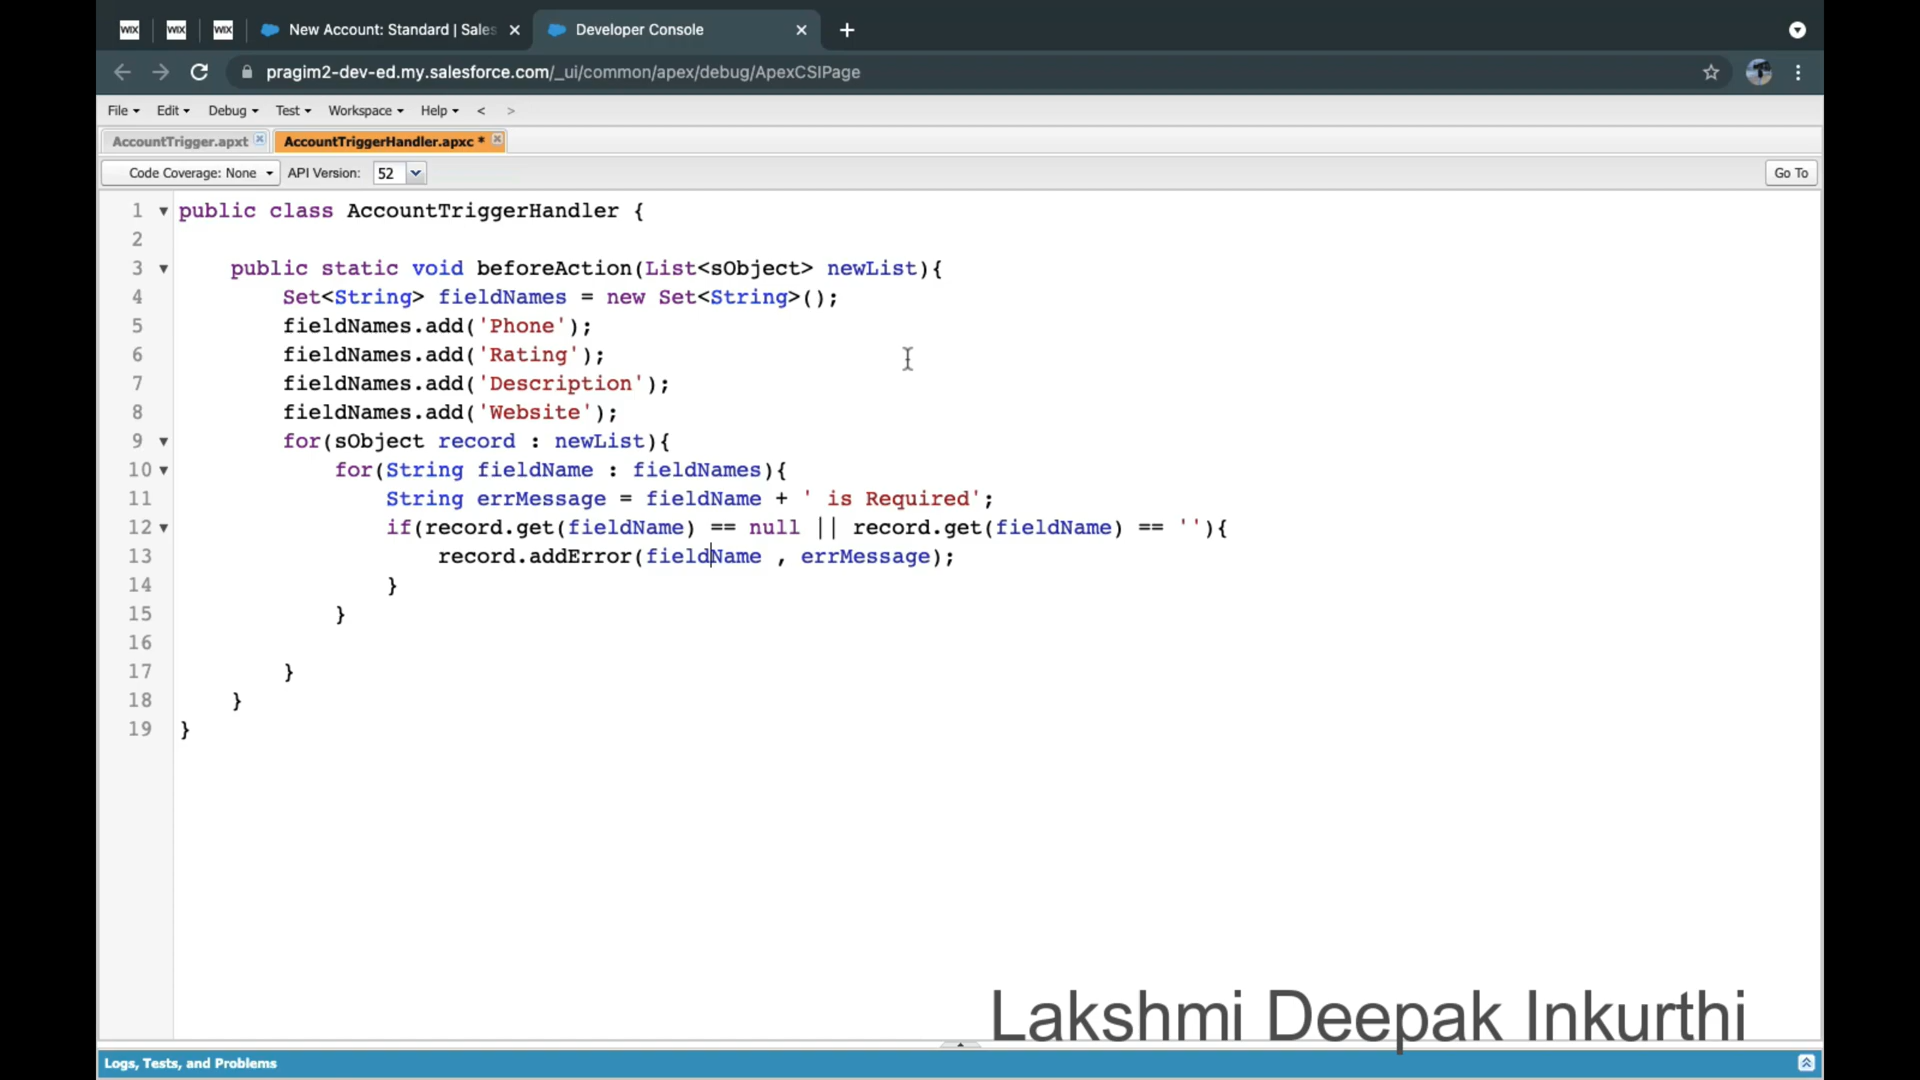 WIX WIX WIX New Account: Standard | Sales Developer Console
pragim2-dev-ed.my.salesforce.com/_ui/common/apex/debug/ApexCSIPage
File Edit Debug Test Workspace Help < >
AccountTrigger.apxt AccountTriggerHandler.apxc *
Code Coverage: None API Version: 52 Go To
1 public class AccountTriggerHandler {
2
3 public static void beforeAction(List<sObject> newList){
4 Set<String> fieldNames = new Set<String>();
5 fieldNames.add('Phone');
6 fieldNames.add('Rating');
7 fieldNames.add('Description');
8 fieldNames.add('Website');
9 for(sObject record : newList){
10 for(String fieldName : fieldNames){
11 String errMessage = fieldName + ' is Required';
12 if(record.get(fieldName) == null || record.get(fieldName) == ''){
13 record.addError(fieldName , errMessage);
14 }
15 }
16
17 }
18 }
19 }
Lakshmi Deepak Inkurthi
Logs, Tests, and Problems